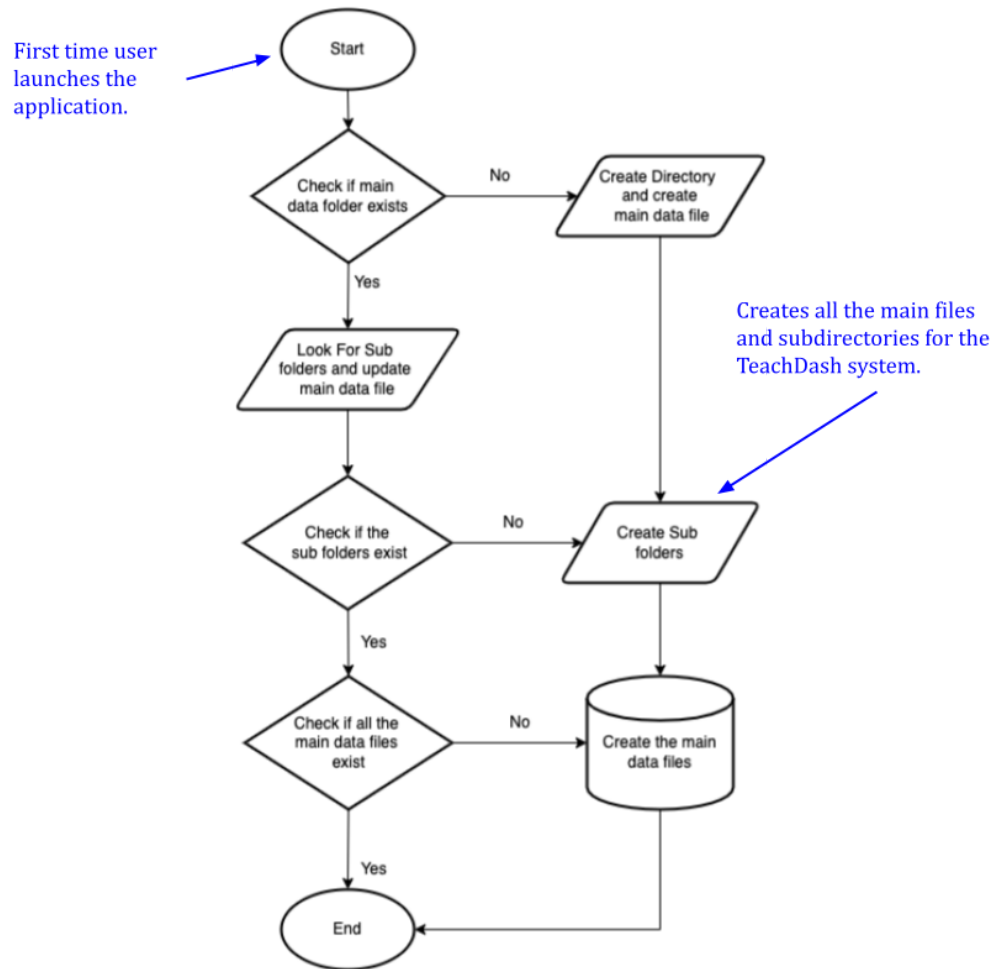 First time user
launches the
application.
Start
Check if main
data folder exists
No
Create Directory
and create
main data file
Yes
Look For Sub
folders and update
main data file
Creates all the main files
and subdirectories for the
TeachDash system.
Check if the
sub folders exist
No
Create Sub
folders
Yes
Check if all the
main data files
exist
No
Create the main
data files
Yes
End